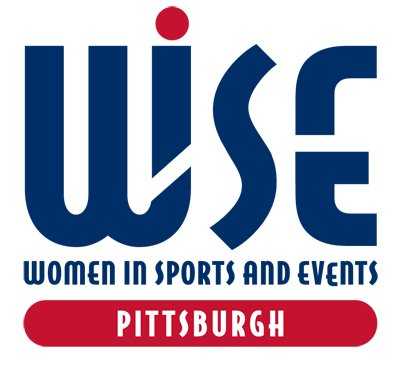 WiSE
WOMEN IN SPORTS AND EVENTS
PITTSBURGH